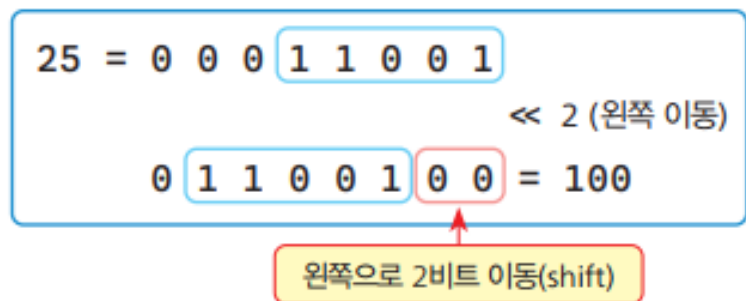 25 = 0 0 0 1 1 0 0 1
≪ 2 (왼쪽 이동)
0 1 1 0 0 1 0 0 = 100
왼쪽으로 2비트 이동(shift)